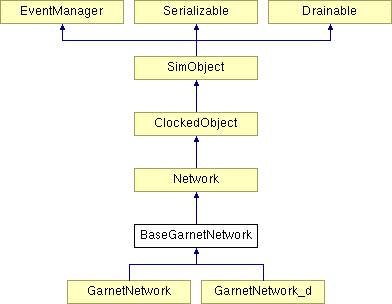 EventManager Serializable Drainable
SimObject
ClockedObject
Network
BaseGarnetNetwork
GarnetNetwork GarnetNetwork_d